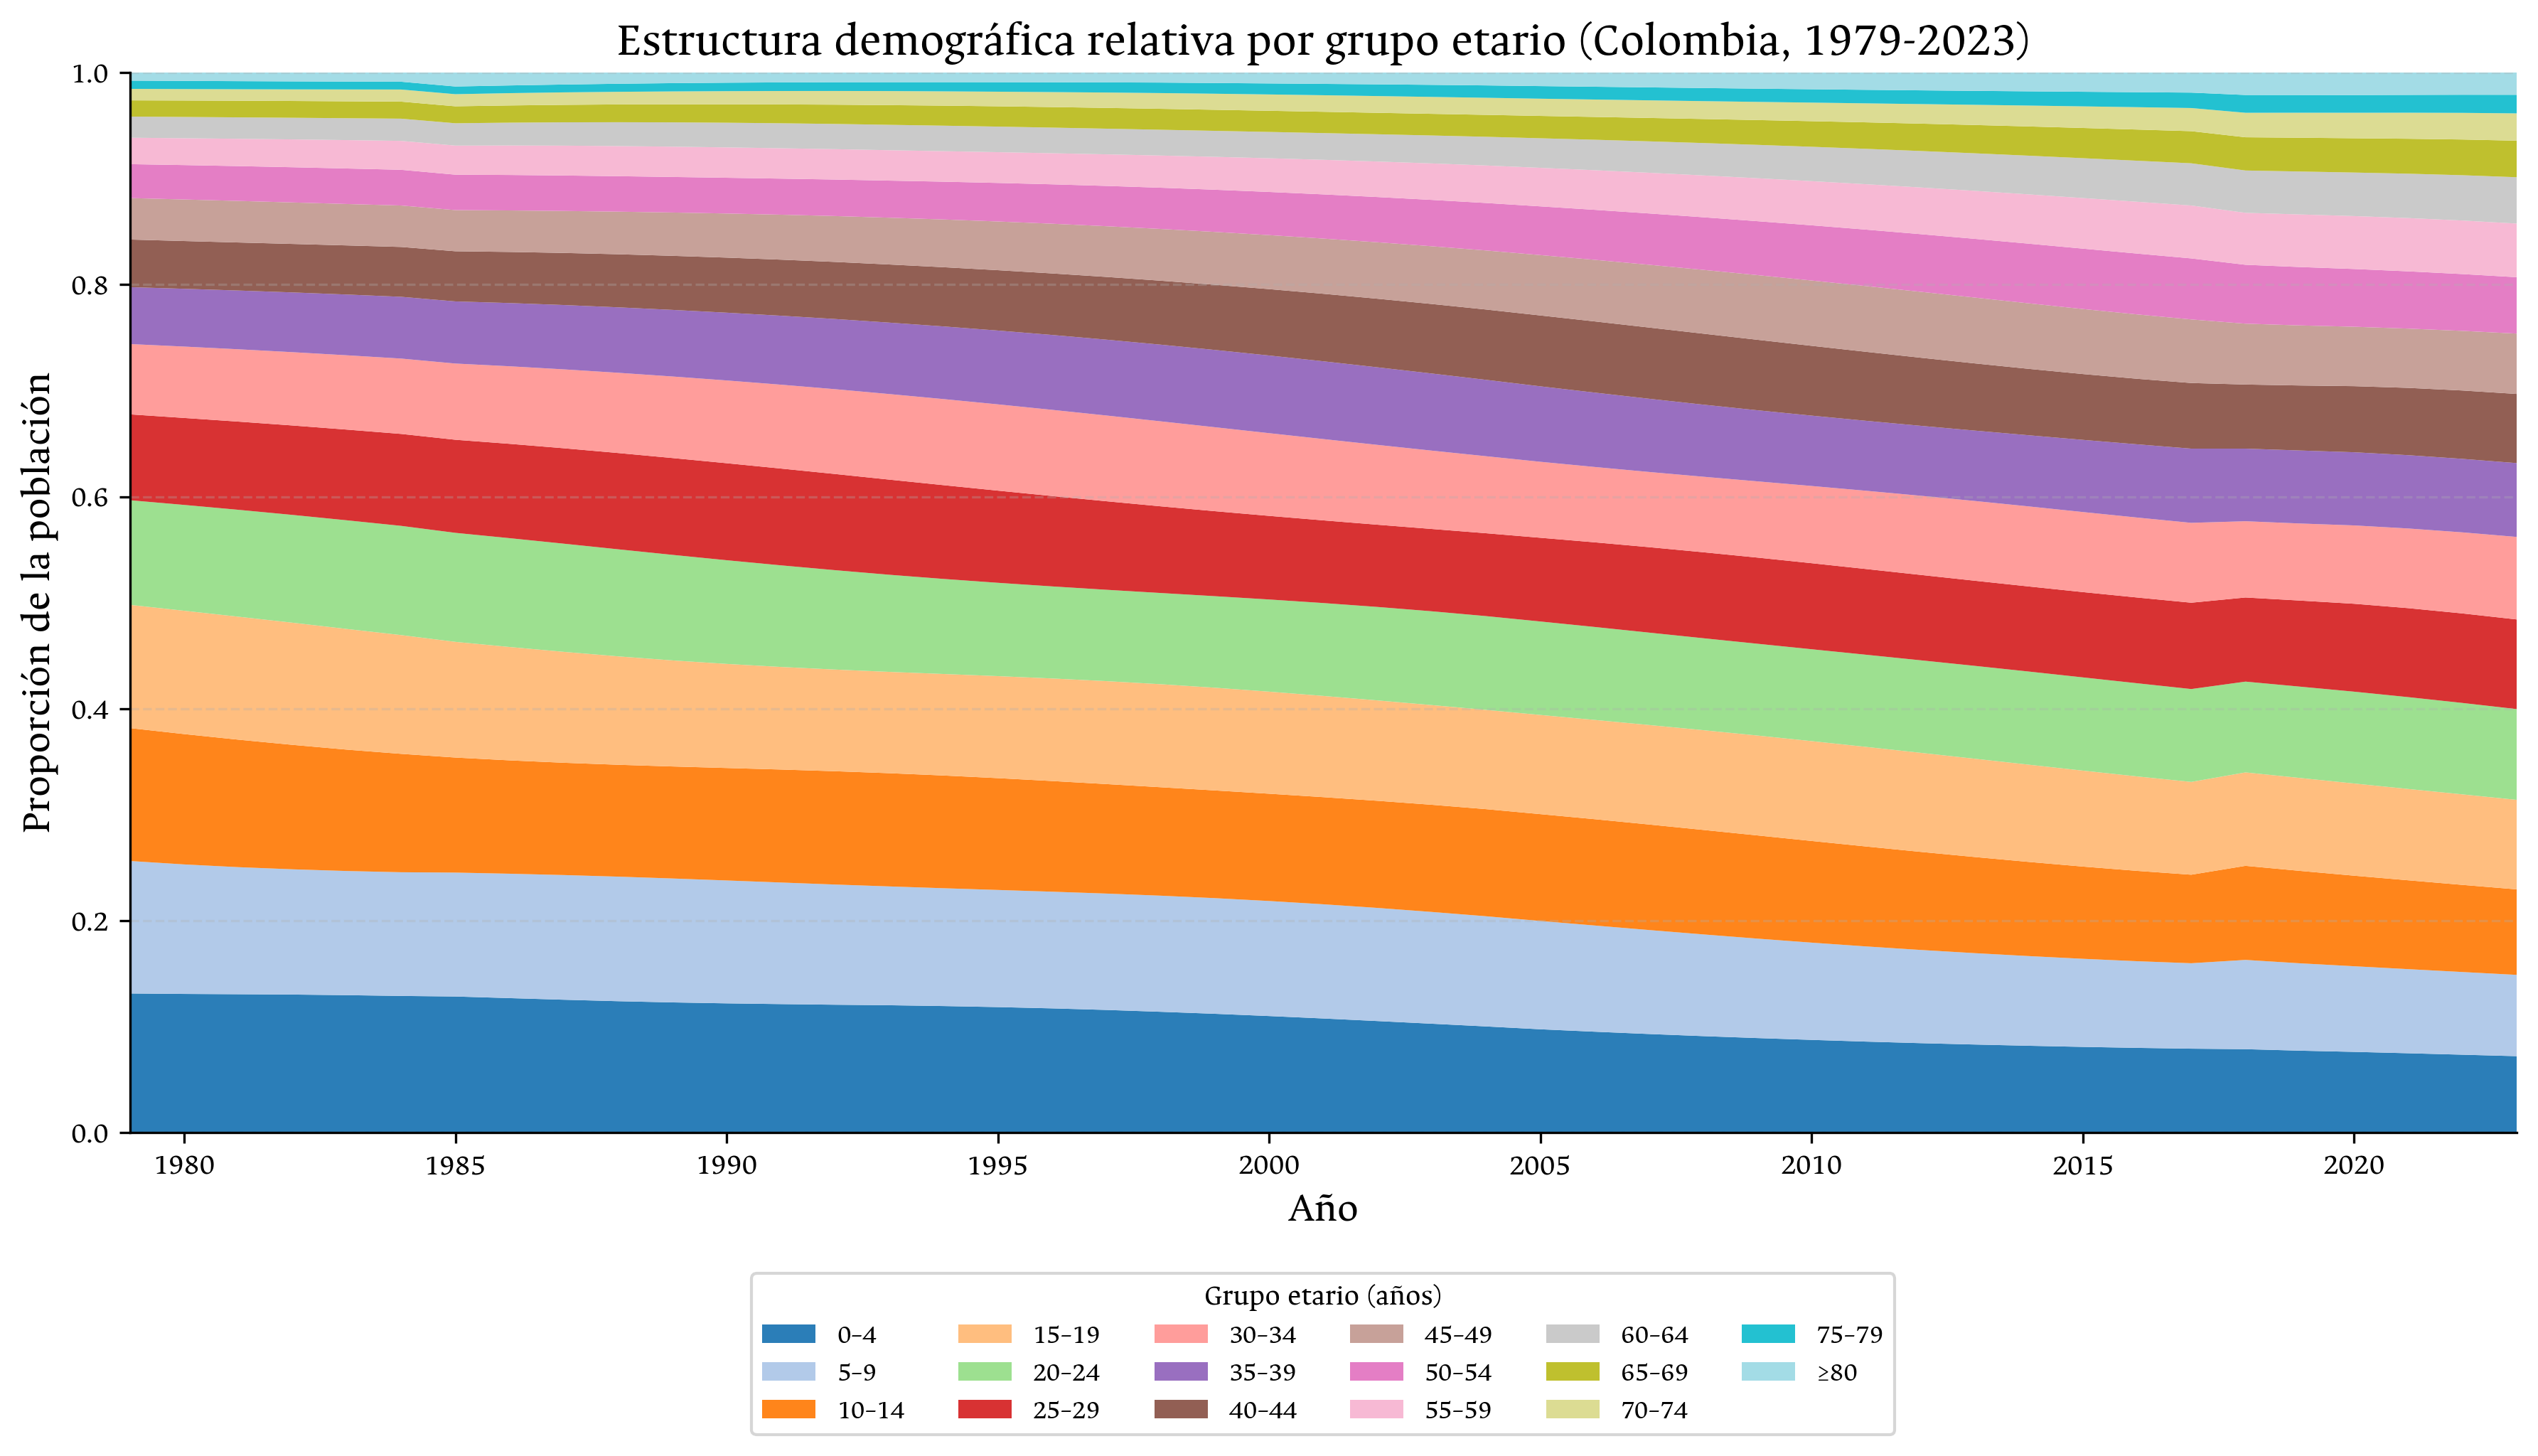 Estructura demográfica relativa por grupo etario (Colombia, 1979-2023)
Proporción de la población
1.0
0.8
0.6
0.4
0.2
0.0
1980 1985 1990 1995 2000 2005 2010 2015 2020
Año
Grupo etario (años)
0–4 15–19 30–34 45–49 60–64 75–79
5–9 20–24 35–39 50–54 65–69 ≥80
10–14 25–29 40–44 55–59 70–74